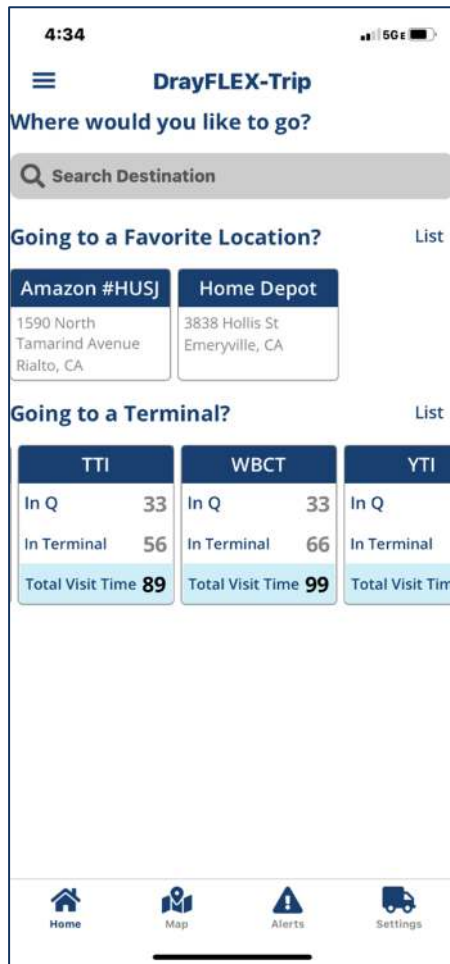 4:34
5GE
DrayFLEX-Trip
Where would you like to go?
Search Destination
Going to a Favorite Location? List
Amazon #HUSJ Home Depot
1590 North 3838 Hollis St
Tamarind Avenue Emeryville, CA
Rialto, CA
Going to a Terminal? List
TTI WBCT YTI
In Q 33 In Q 33 In Q
In Terminal 56 In Terminal 66 In Terminal
Total Visit Time 89 Total Visit Time 99 Total Visit Tim
Home Map Alerts Settings